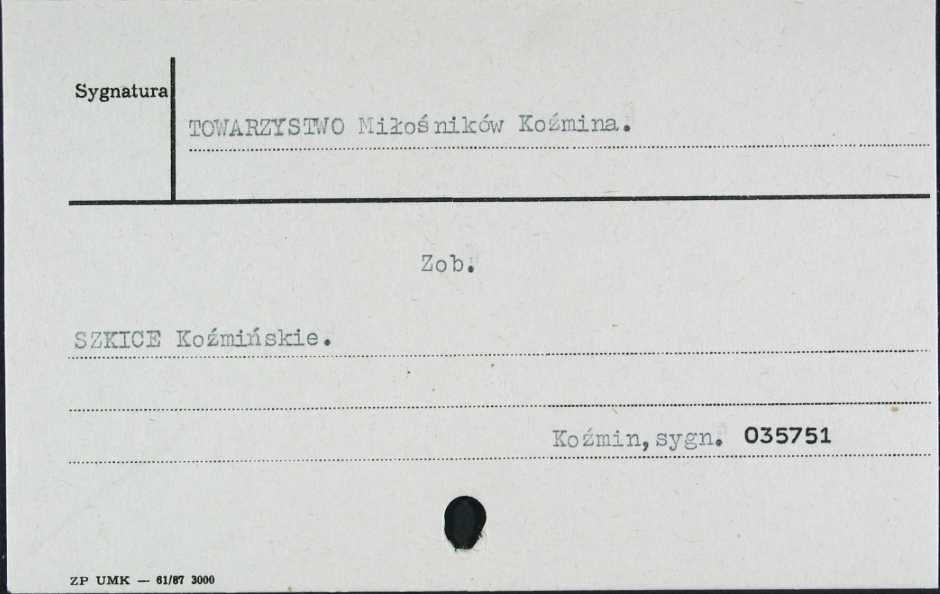 Sygnatura
TOWARZYSTWO Miłośników Koźmina.
Zob.
SZKICE Koźmińskie.
Koźmin, sygn. 035751
ZP UMK — 61/87 3000